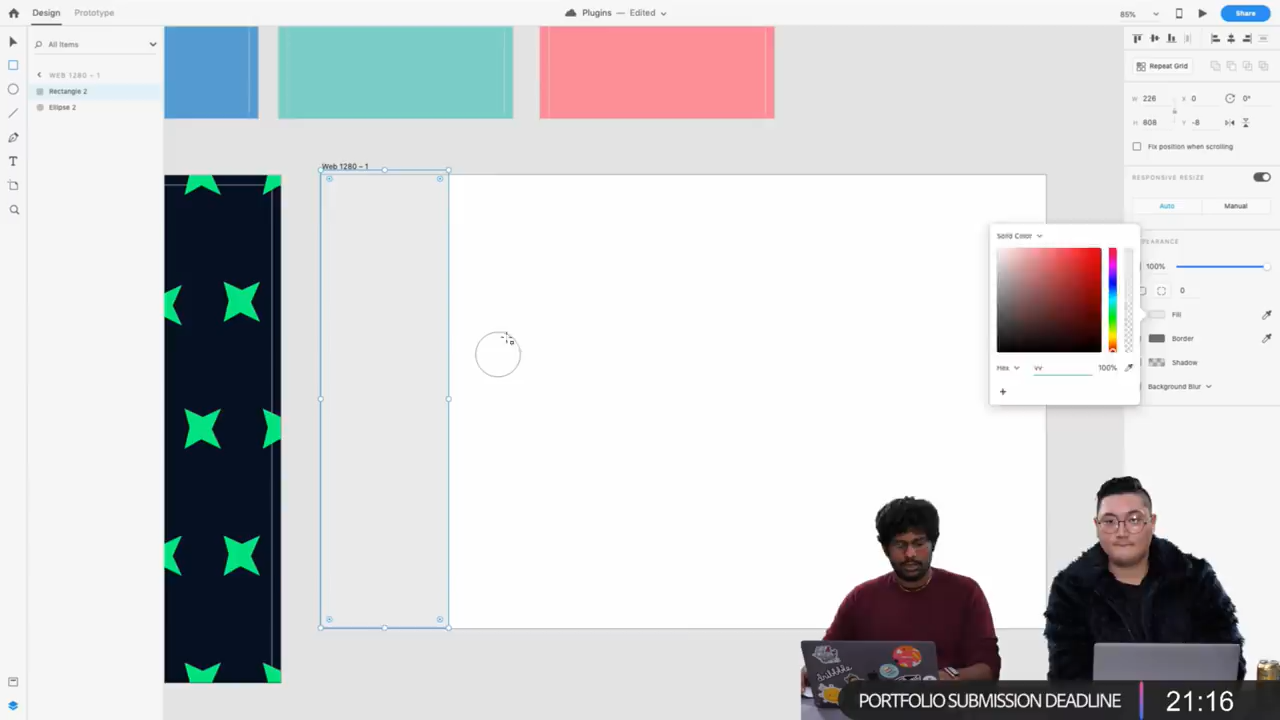 Design
Prototype
Plugins — Edited
85%
Share
All Items
WEB 1280 – 1
Rectangle 2
Ellipse 2
Web 1280 – 1
Repeat Grid
W 226 X 0 0°
H 808 Y -8
Fix position when scrolling
RESPONSIVE RESIZE
Auto Manual
Solid Color
PEARANCE
100%
0
Fill
Border
Shadow
Background Blur
Hex vv 100%
PORTFOLIO SUBMISSION DEADLINE 21:16